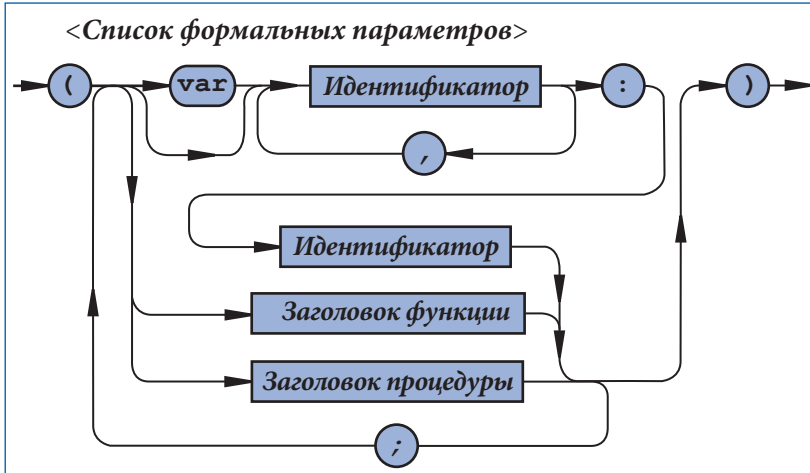 <Список формальных параметров>
( var Идентификатор : )
,
Идентификатор
Заголовок функции
Заголовок процедуры
;